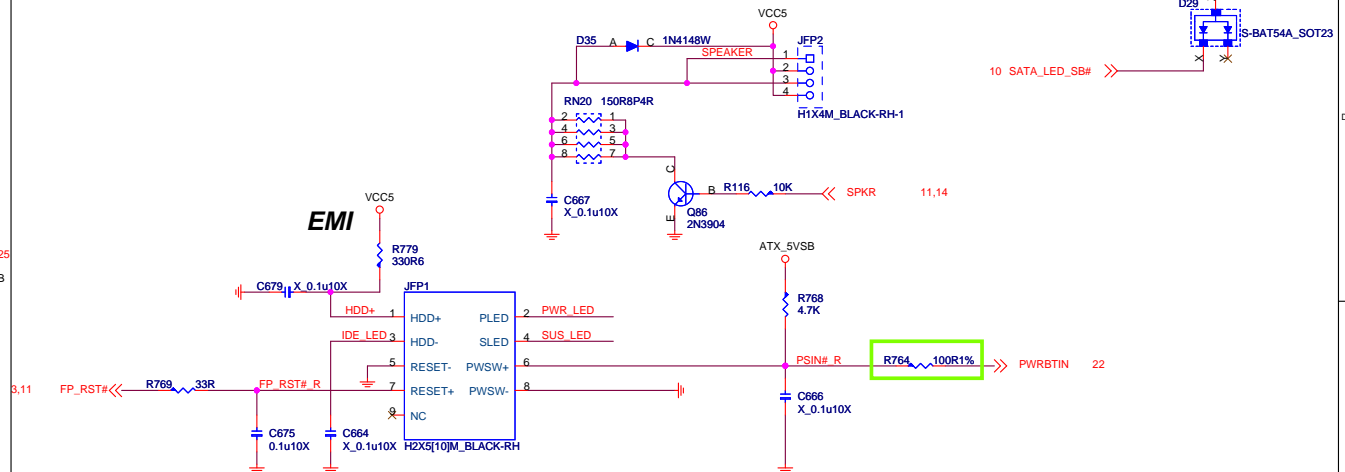 D29
VCC5
D35 A C 1N4148W JFP2
S-BAT54A_SOT23
SPEAKER 1
2
3
4
X
10 SATA_LED_SB#
RN20 150R8P4R
H1X4M_BLACK-RH-1
2 1
4 3
6 5
8 7
C
C667
X_0.1u10X
B R116 10K SPKR 11,14
E Q86
2N3904
VCC5
EMI
R779
330R6
25
B
ATX_5VSB
C679 X_0.1u10X JFP1
R768
4.7K
HDD+ 1 HDD+ PLED 2 PWR_LED
IDE_LED 3 HDD- SLED 4 SUS_LED
5 RESET- PWSW+ 6 PSIN#_R R764 100R1% PWRBTIN 22
3,11 FP_RST# R769 33R FP_RST#_R 7 RESET+ PWSW- 8
9 NC
C666
X_0.1u10X
C675
0.1u10X
C664
X_0.1u10X
H2X5[10]M_BLACK-RH